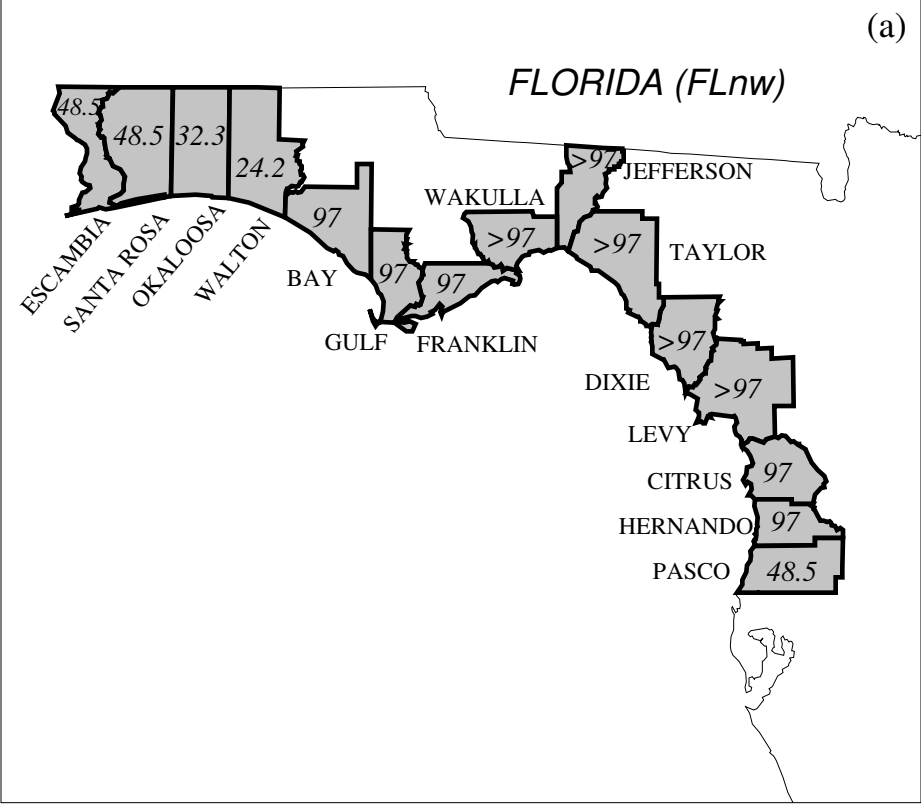 (a)
FLORIDA (FLnw)
48.5
48.5
32.3
24.2
>97
JEFFERSON
WAKULLA
97
>97
>97
TAYLOR
ESCAMBIA
SANTA ROSA
OKALOOSA
WALTON
BAY
97
97
GULF
FRANKLIN
>97
DIXIE
>97
LEVY
CITRUS
97
HERNANDO
97
PASCO
48.5